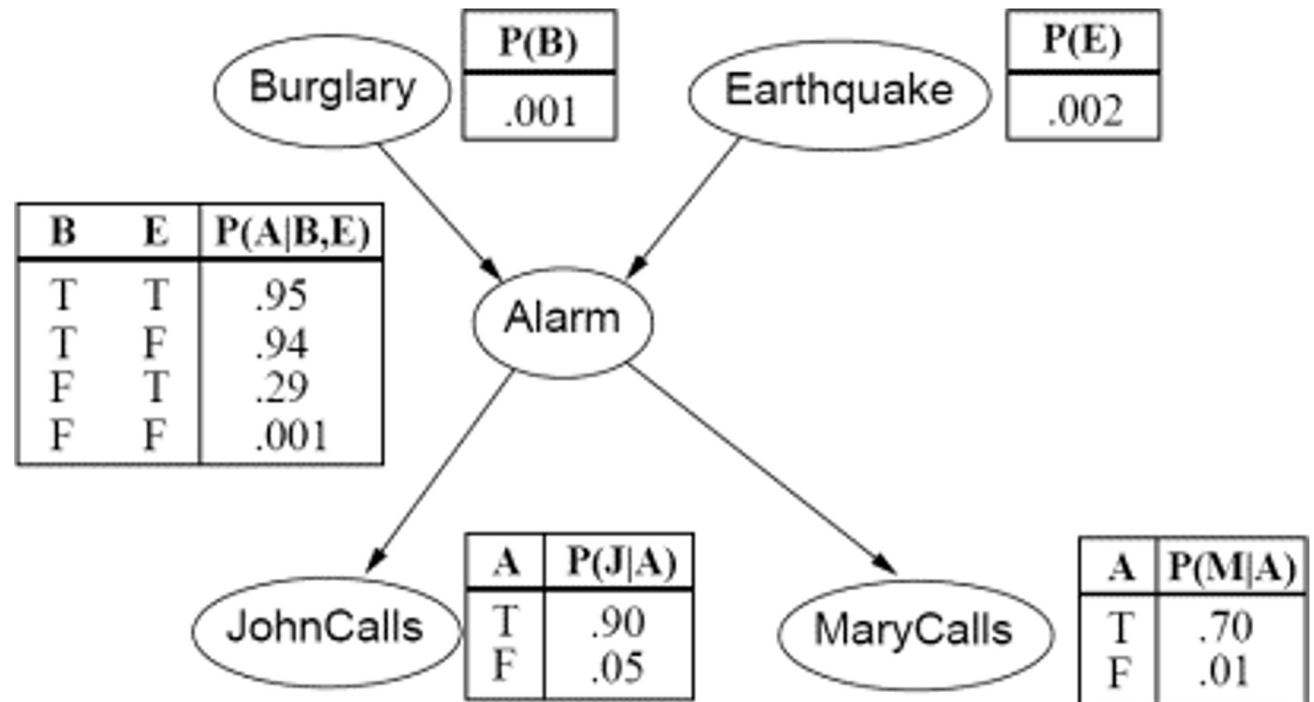 Burglary
P(B)
.001
Earthquake
P(E)
.002
B E P(A|B,E)
T T .95
T F .94
F T .29
F F .001
Alarm
JohnCalls
A P(J|A)
T .90
F .05
MaryCalls
A P(M|A)
T .70
F .01